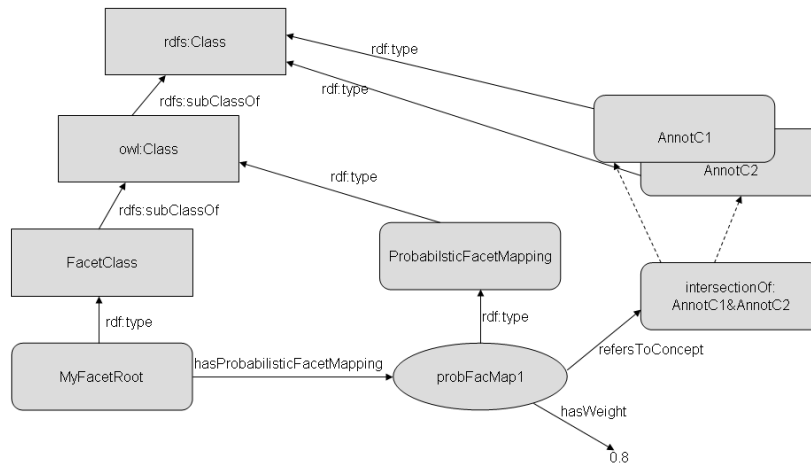 rdfs:Class
rdf:type
rdf:type
rdfs:subClassOf
AnnotC1
owl:Class
AnnotC2
rdf:type
rdfs:subClassOf
FacetClass
ProbabilsticFacetMapping
intersectionOf:
AnnotC1&AnnotC2
rdf:type
rdf:type
refersToConcept
hasProbabilisticFacetMapping
MyFacetRoot
probFacMap1
hasWeight
0.8